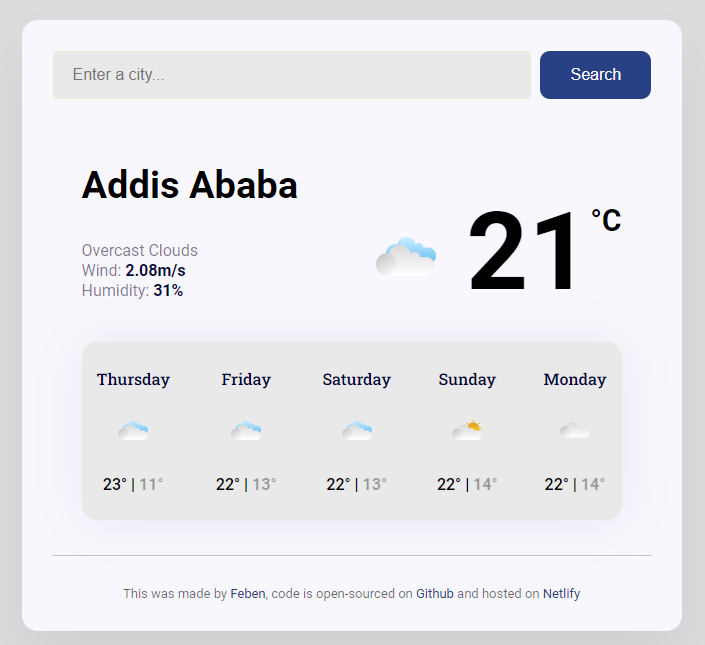 Enter a city...
Search
Addis Ababa
Overcast Clouds
Wind: 2.08m/s
Humidity: 31%
21 °C
Thursday Friday Saturday Sunday Monday
23° | 11° 22° | 13° 22° | 13° 22° | 14° 22° | 14°
This was made by Feben, code is open-sourced on Github and hosted on Netlify